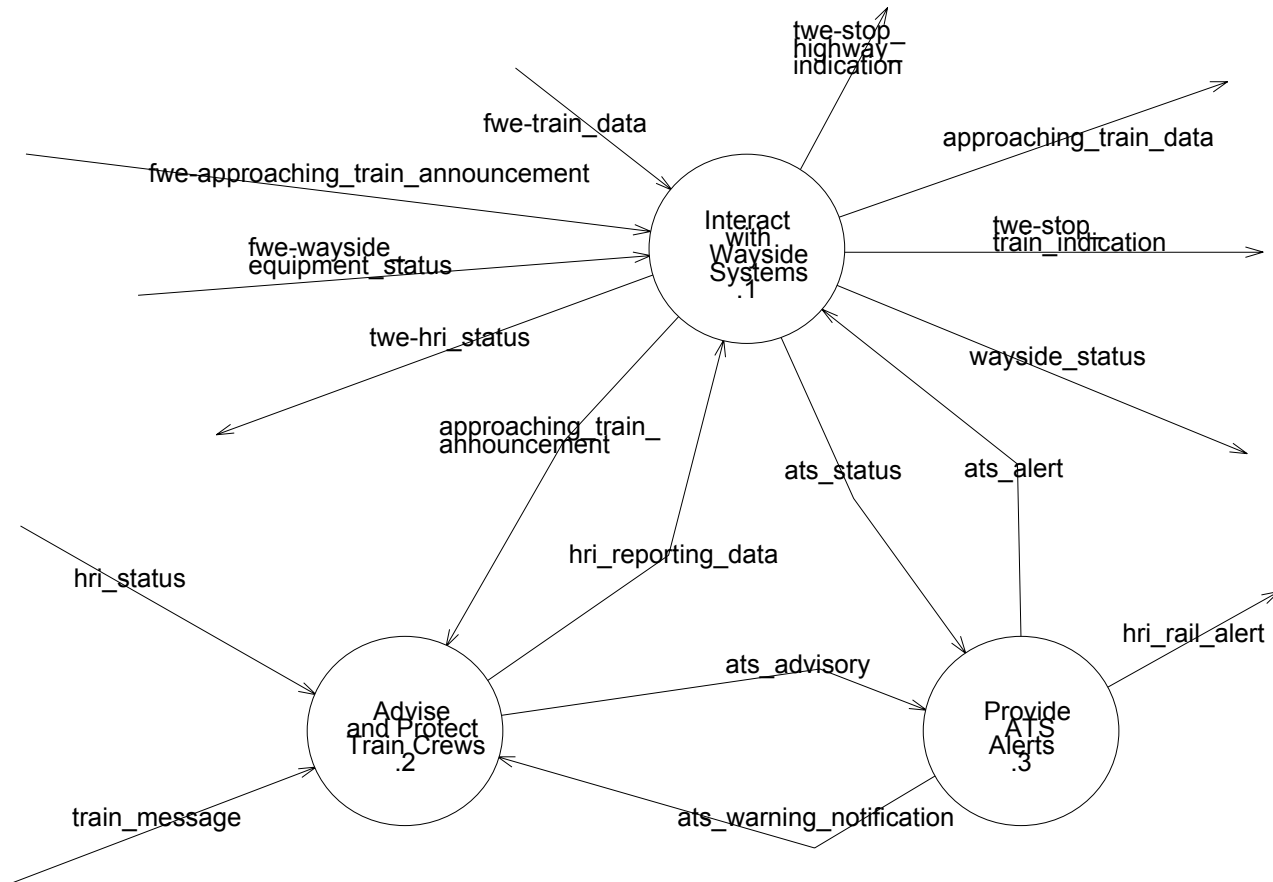 twe-stop_
highway_
indication
fwe-train_data
approaching_train_data
fwe-approaching_train_announcement
Interact
with
Wayside
Systems
.1
twe-stop_
train_indication
fwe-wayside_
equipment_status
twe-hri_status
wayside_status
approaching_train_
announcement
ats_status
ats_alert
hri_reporting_data
hri_status
hri_rail_alert
ats_advisory
Advise
and Protect
Train Crews
.2
Provide
ATS
Alerts
.3
train_message
ats_warning_notification